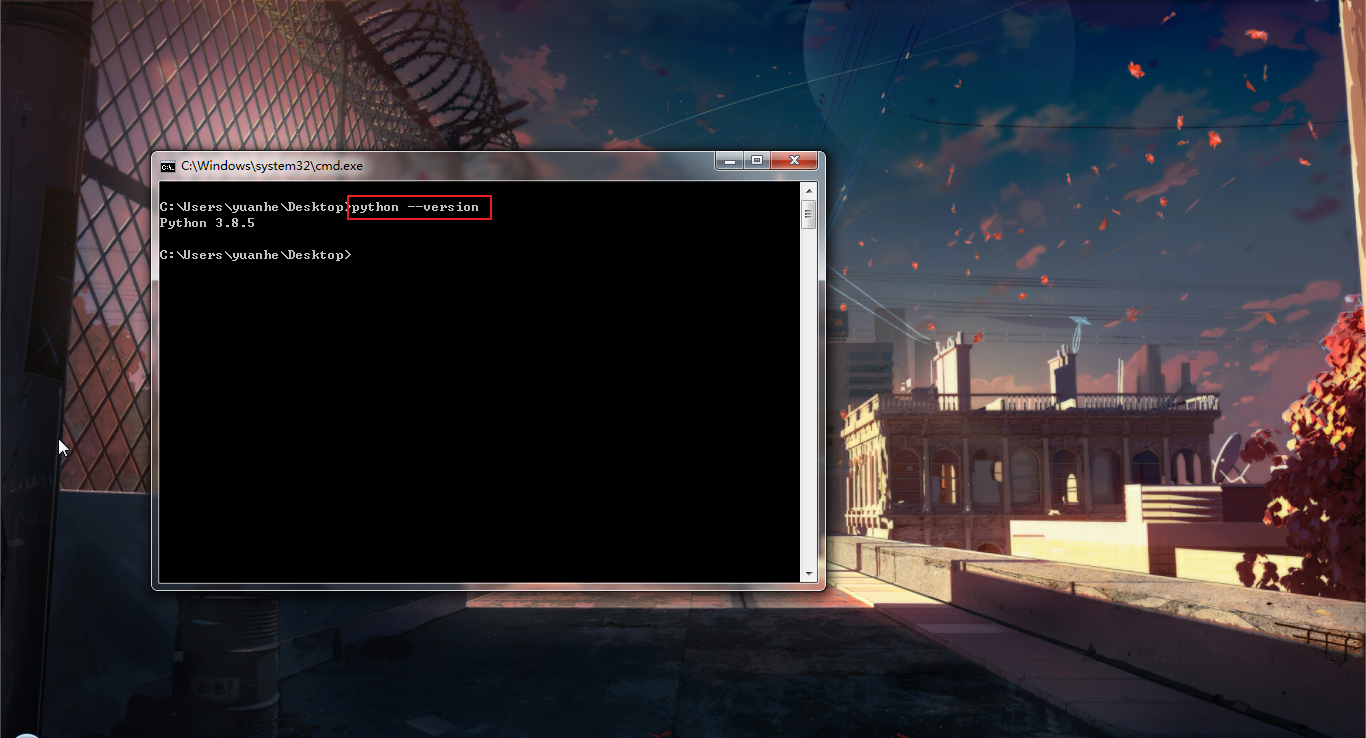 C:\Windows\system32\cmd.exe
C:\Users\yuanhe\Desktop>python --version
Python 3.8.5
C:\Users\yuanhe\Desktop>